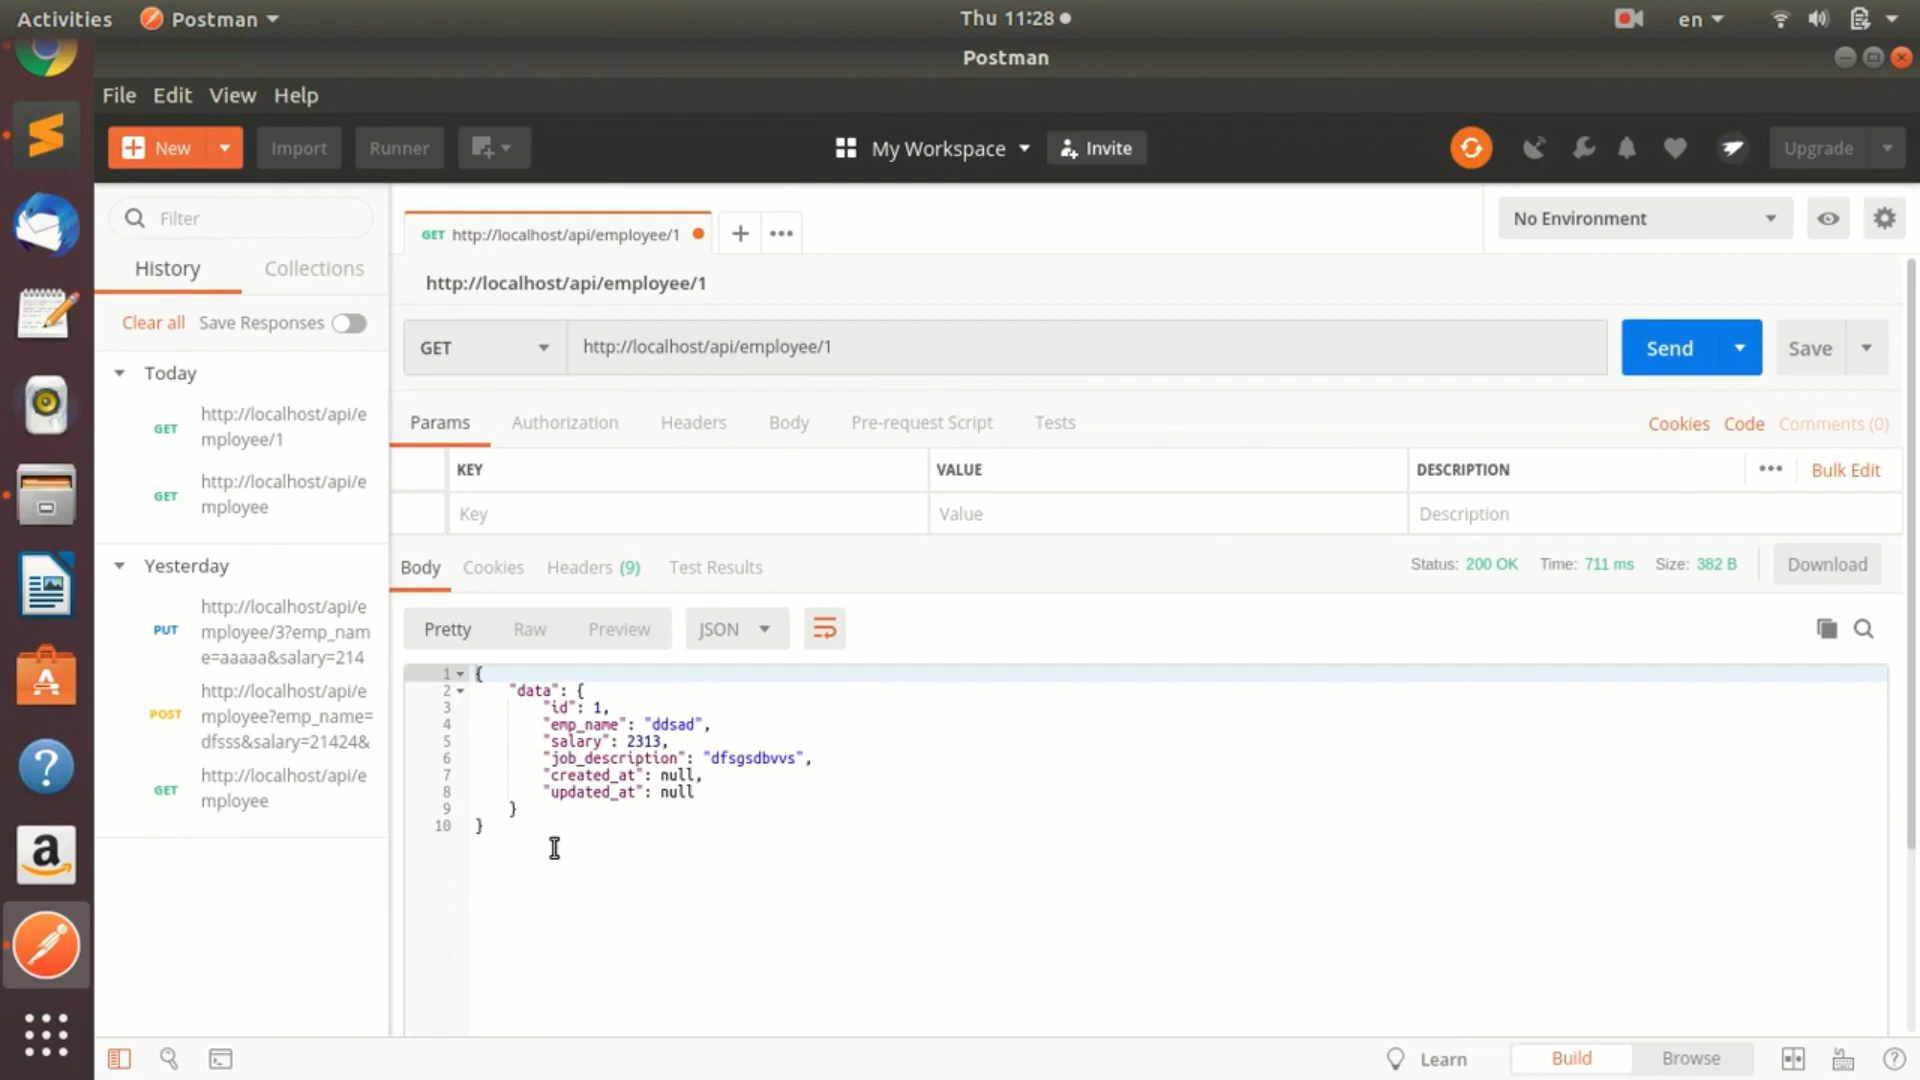 Activities Postman Thu 11:28 en
Postman
File Edit View Help
New Import Runner My Workspace Invite Upgrade
Filter
History Collections
Clear all Save Responses
Today
GET http://localhost/api/e
mployee/1
GET http://localhost/api/e
mployee
Yesterday
PUT http://localhost/api/e
mployee/3?emp_nam
e=aaaaa&salary=214
POST http://localhost/api/e
mployee?emp_name=
dfsss&salary=21424&
GET http://localhost/api/e
mployee
GET http://localhost/api/employee/1
No Environment
http://localhost/api/employee/1
GET http://localhost/api/employee/1 Send Save
Params Authorization Headers Body Pre-request Script Tests Cookies Code Comments (0)
KEY VALUE DESCRIPTION Bulk Edit
Key Value Description
Body Cookies Headers (9) Test Results Status: 200 OK Time: 711 ms Size: 382 B Download
Pretty Raw Preview JSON
1 {
2 "data": {
3 "id": 1,
4 "emp_name": "ddsad",
5 "salary": 2313,
6 "job_description": "dfsgsdbvvs",
7 "created_at": null,
8 "updated_at": null
9 }
10 }
Learn Build Browse